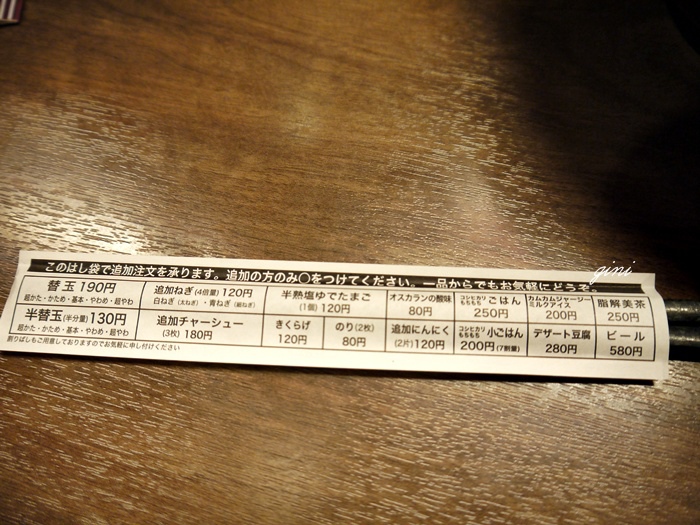 このはし袋で追加注文を承ります。追加の方のみ○をつけてください。一品からでもお気軽にどうぞ。
替玉 190円
超かた・かため・基本・やわめ・超やわ
追加ねぎ(4倍量)120円
白ねぎ(太ねぎ)・青ねぎ(細ねぎ)
半熟塩ゆでたまご
(1個)120円
オスカランの酸味
80円
コシヒカリ
もちもち ごはん
250円
カムカムジャージー
ミルクアイス
200円
脂解美茶
250円
半替玉(半分量)130円
超かた・かため・基本・やわめ・超やわ
追加チャーシュー
(3枚) 180円
きくらげ
120円
のり(2枚)
80円
追加にんにく
(2片)120円
コシヒカリ
もちもち 小ごはん
200円(7割量)
デザート豆腐
280円
ビール
580円
割りばしもご用意しておりますのでお気軽に申し付けください
gini